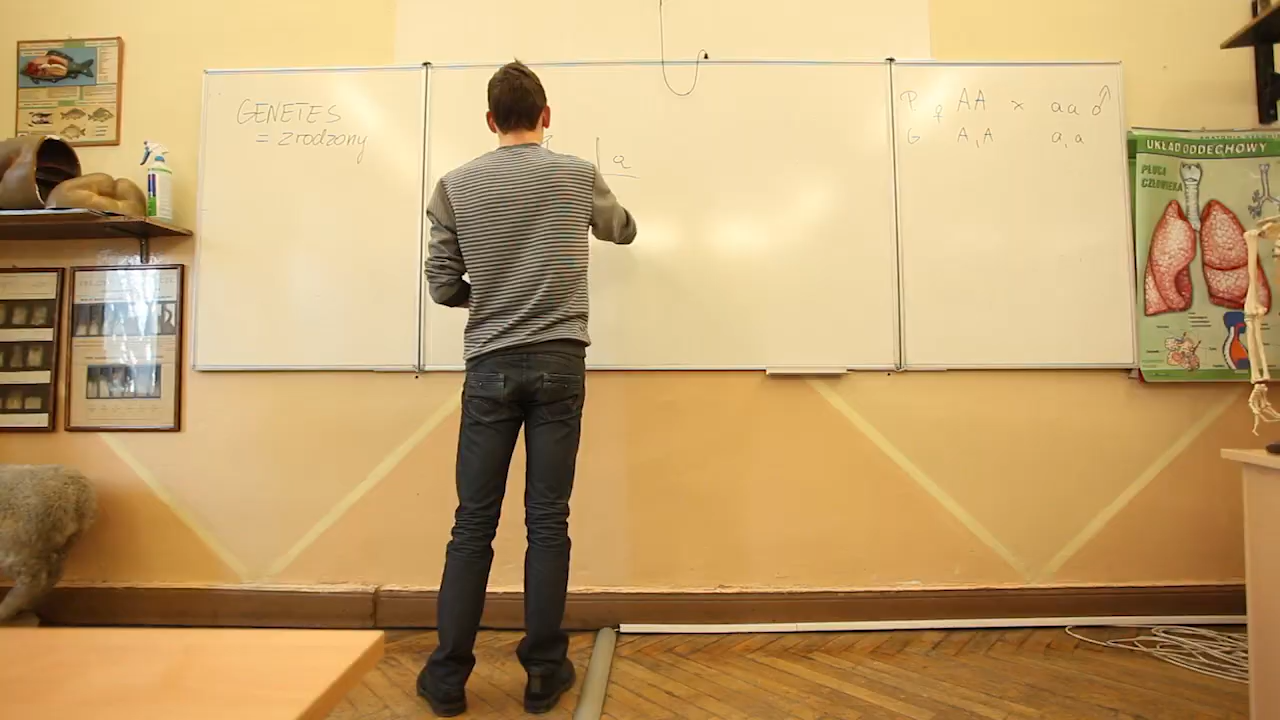 GENETES
= zrodzony
a
P ♀ AA × aa ♂
G A, A a, a
UKŁAD ODDECHOWY
PŁUCA
CZŁOWIEKA